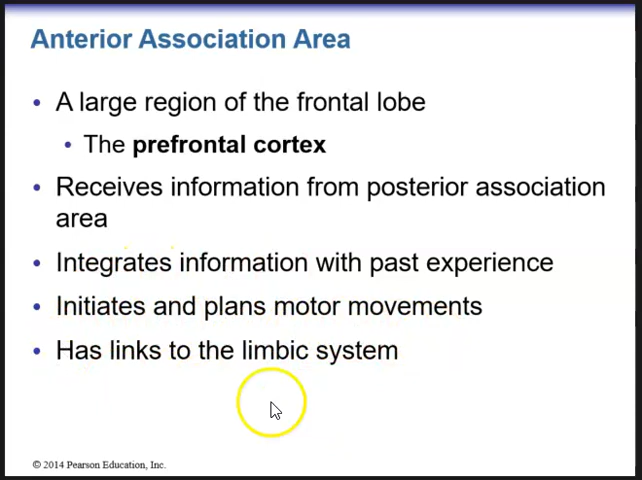 Anterior Association Area
• A large region of the frontal lobe
• The prefrontal cortex
• Receives information from posterior association
area
• Integrates information with past experience
• Initiates and plans motor movements
• Has links to the limbic system
© 2014 Pearson Education, Inc.